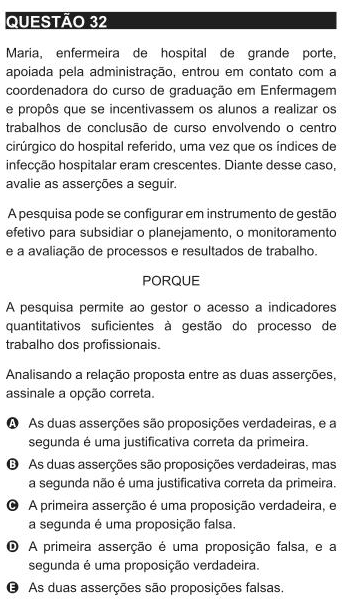 QUESTÃO 32
Maria, enfermeira de hospital de grande porte,
apoiada pela administração, entrou em contato com a
coordenadora do curso de graduação em Enfermagem
e propôs que se incentivassem os alunos a realizar os
trabalhos de conclusão de curso envolvendo o centro
cirúrgico do hospital referido, uma vez que os índices de
infecção hospitalar eram crescentes. Diante desse caso,
avalie as asserções a seguir.
A pesquisa pode se configurar em instrumento de gestão
efetivo para subsidiar o planejamento, o monitoramento
e a avaliação de processos e resultados de trabalho.
PORQUE
A pesquisa permite ao gestor o acesso a indicadores
quantitativos suficientes à gestão do processo de
trabalho dos profissionais.
Analisando a relação proposta entre as duas asserções,
assinale a opção correta.
A As duas asserções são proposições verdadeiras, e a
segunda é uma justificativa correta da primeira.
B As duas asserções são proposições verdadeiras, mas
a segunda não é uma justificativa correta da primeira.
C A primeira asserção é uma proposição verdadeira, e
a segunda é uma proposição falsa.
D A primeira asserção é uma proposição falsa, e a
segunda é uma proposição verdadeira.
E As duas asserções são proposições falsas.